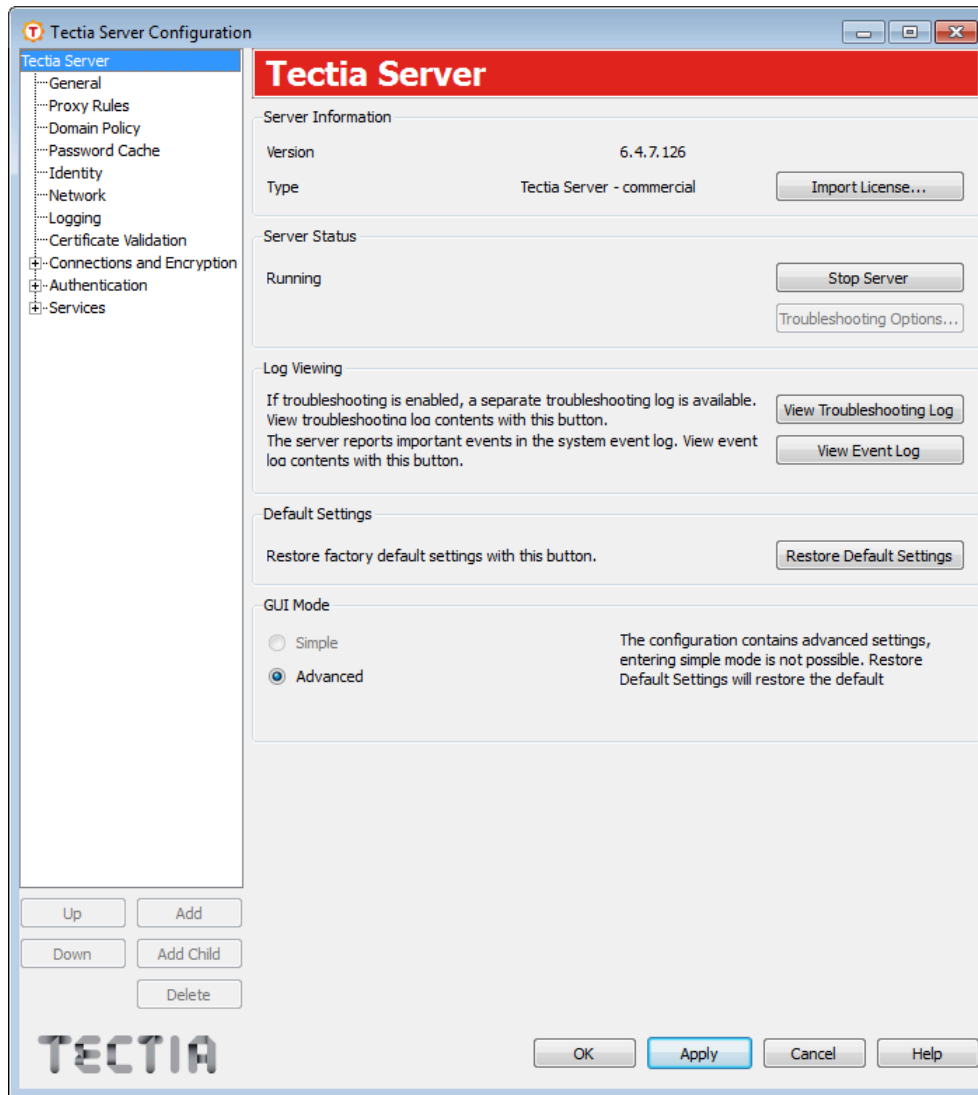 Tectia Server Configuration
Tectia Server
General
Proxy Rules
Domain Policy
Password Cache
Identity
Network
Logging
Certificate Validation
Connections and Encryption
Authentication
Services
Up
Add
Down
Add Child
Delete
TECTIA
Tectia Server
Server Information
Version
6.4.7.126
Type
Tectia Server - commercial
Import License...
Server Status
Running
Stop Server
Troubleshooting Options...
Log Viewing
If troubleshooting is enabled, a separate troubleshooting log is available.
View troubleshooting log contents with this button.
View Troubleshooting Log
The server reports important events in the system event log. View event
log contents with this button.
View Event Log
Default Settings
Restore factory default settings with this button.
Restore Default Settings
GUI Mode
Simple
Advanced
The configuration contains advanced settings,
entering simple mode is not possible. Restore
Default Settings will restore the default
OK
Apply
Cancel
Help